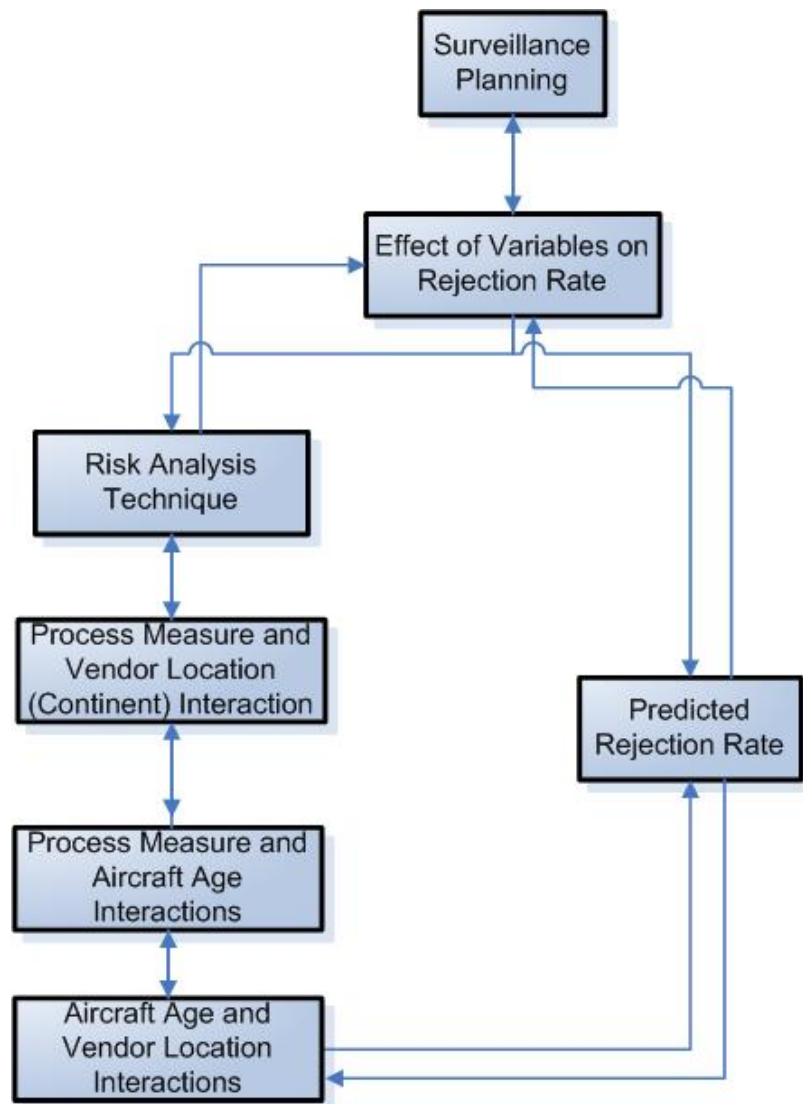 Surveillance
Planning
Effect of Variables on
Rejection Rate
Risk Analysis
Technique
Process Measure and
Vendor Location
(Continent) Interaction
Predicted
Rejection Rate
Process Measure and
Aircraft Age
Interactions
Aircraft Age and
Vendor Location
Interactions